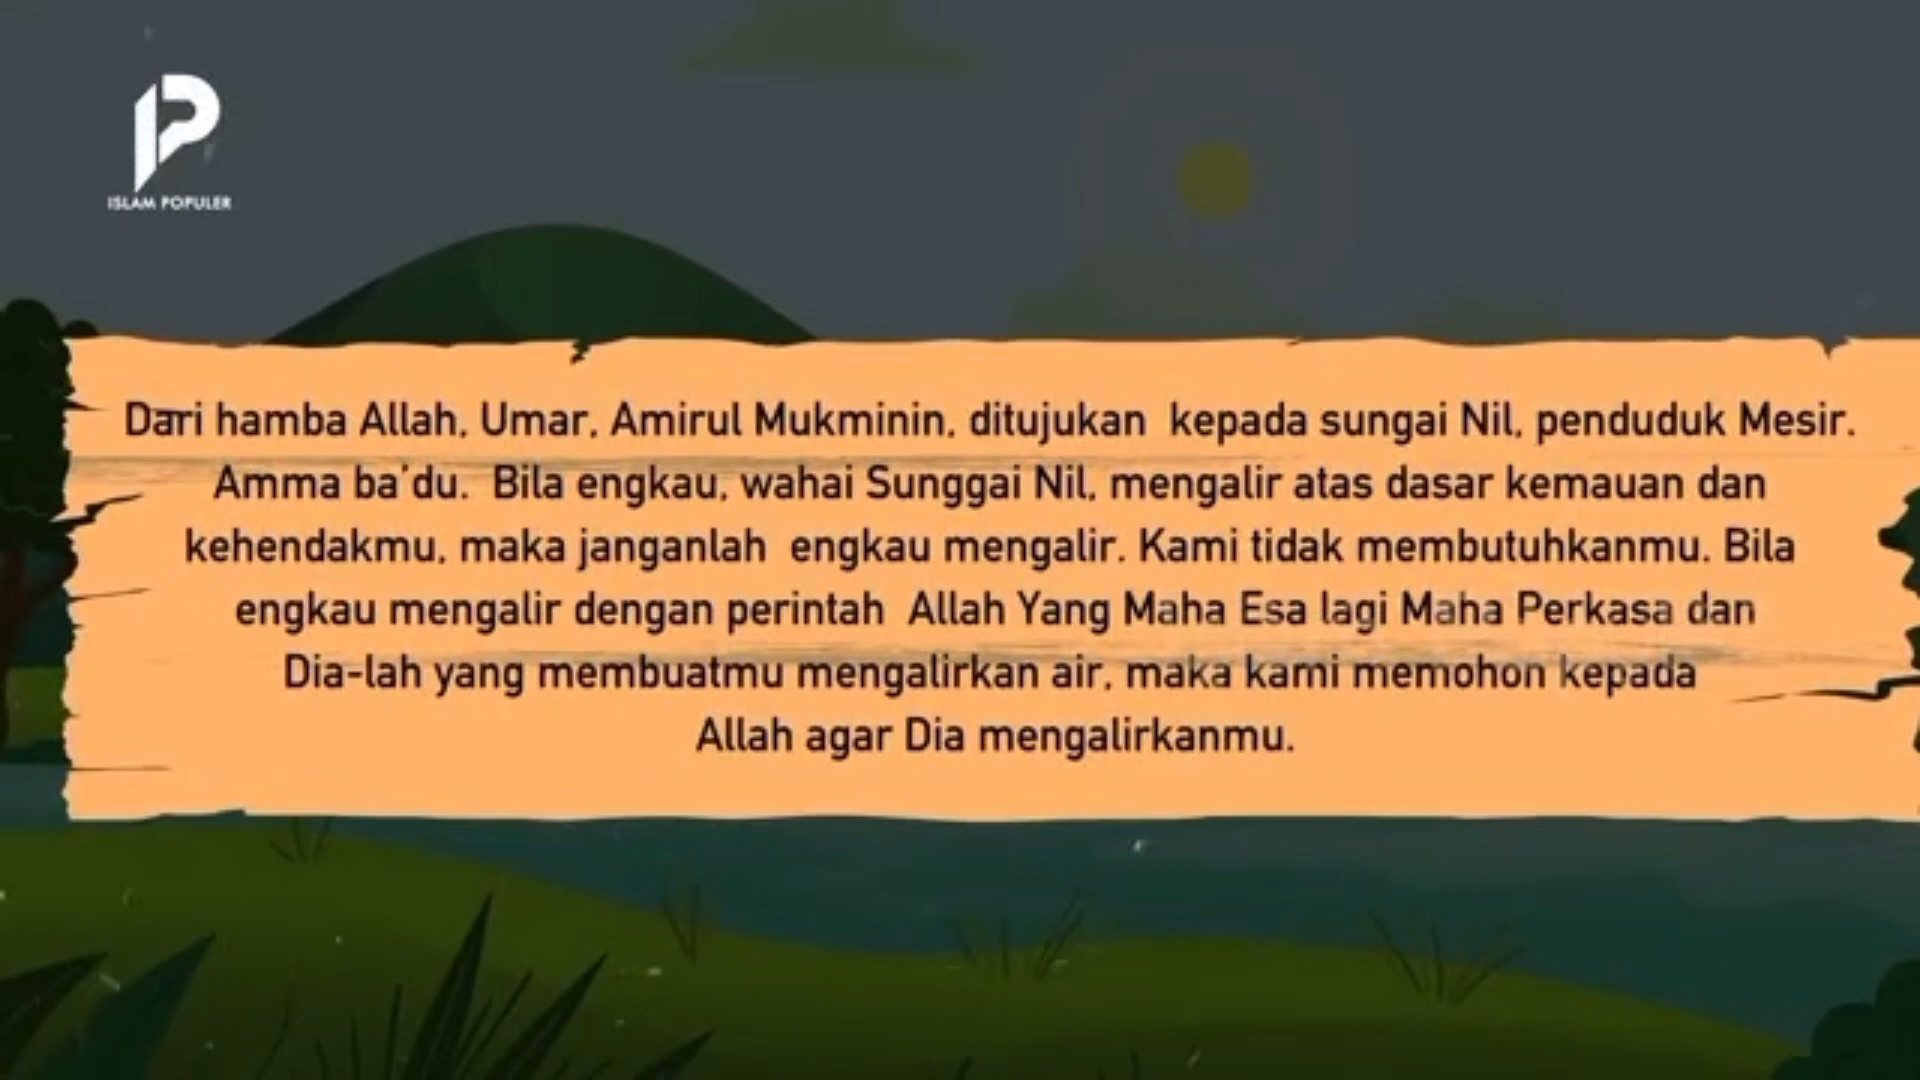 ISLAM POPULER
Dari hamba Allah, Umar, Amirul Mukminin, ditujukan kepada sungai Nil, penduduk Mesir.
Amma ba'du. Bila engkau, wahai Sunggai Nil, mengalir atas dasar kemauan dan
kehendakmu, maka janganlah engkau mengalir. Kami tidak membutuhkanmu. Bila
engkau mengalir dengan perintah Allah Yang Maha Esa lagi Maha Perkasa dan
Dia-lah yang membuatmu mengalirkan air, maka kami memohon kepada
Allah agar Dia mengalirkanmu.